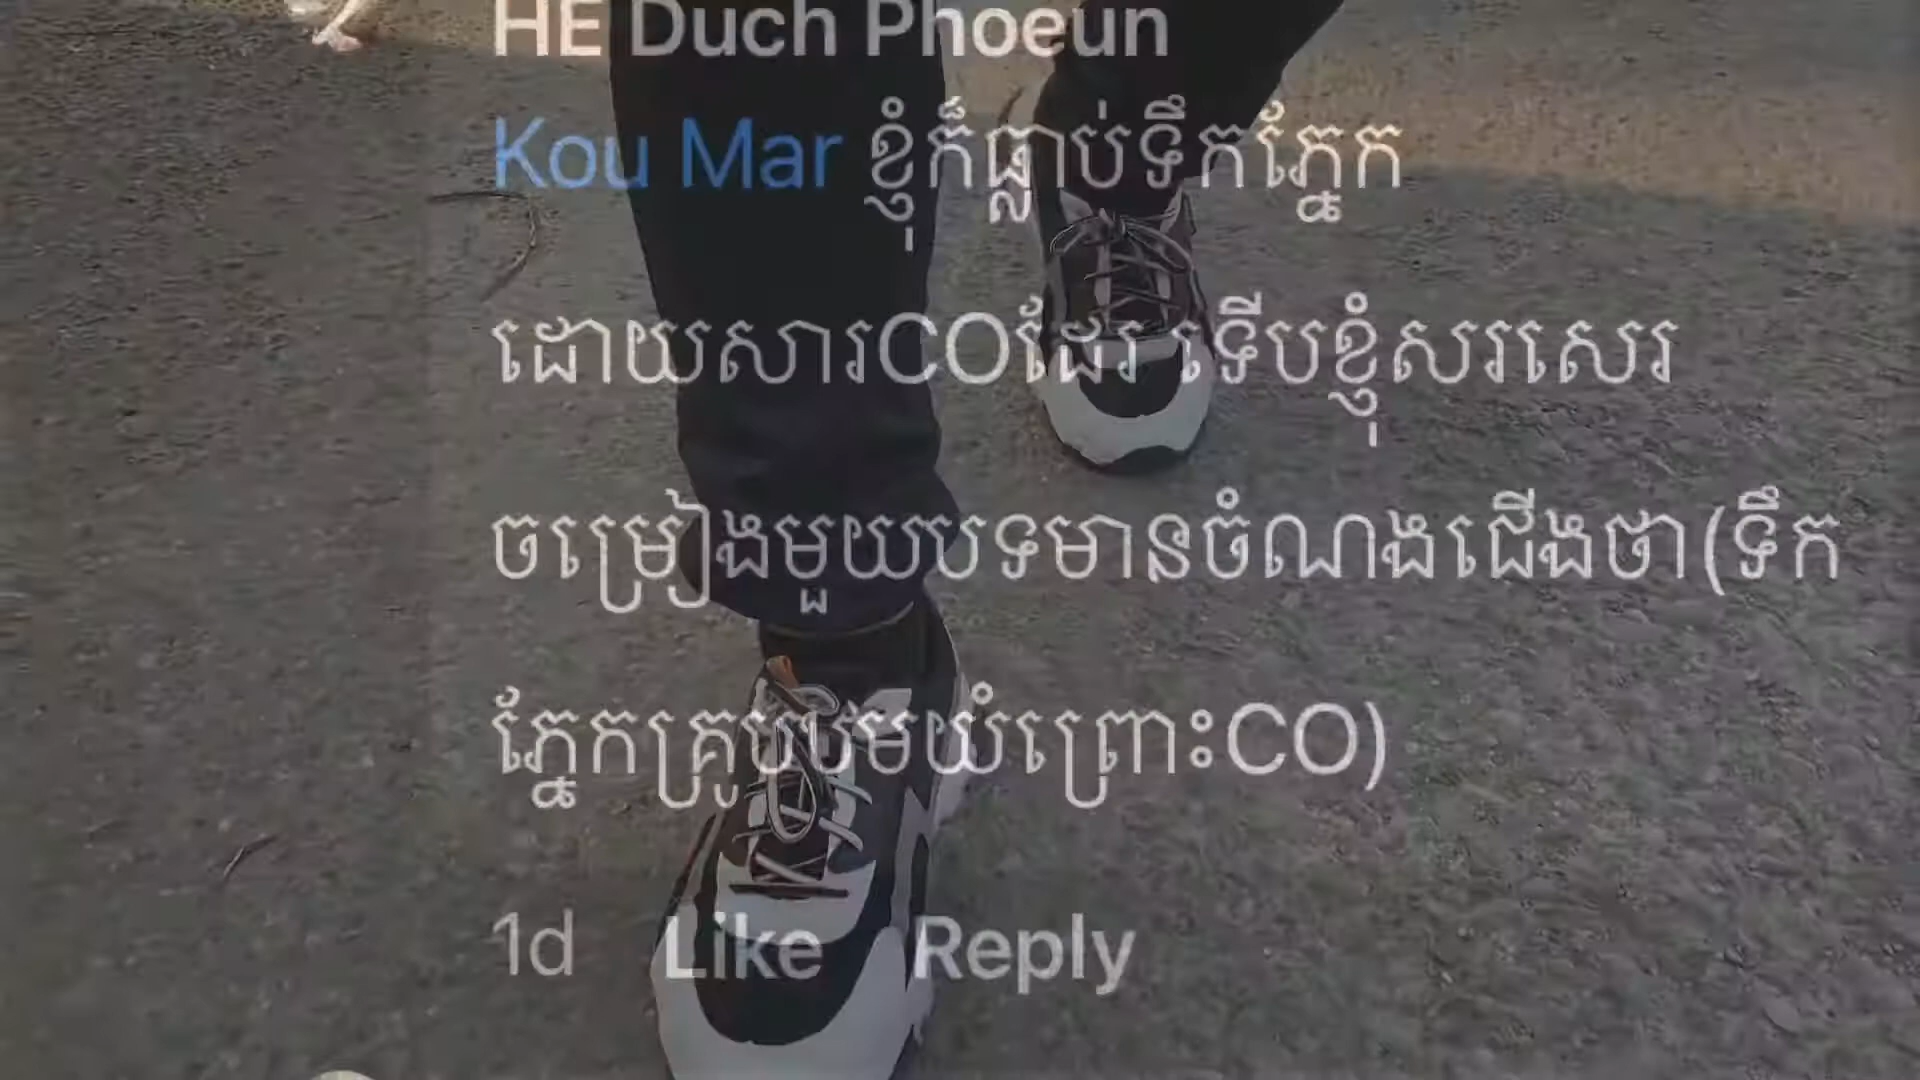 HE Duch Phoeun
Kou Mar ខ្ញុំក៏ធ្លាប់ទឹកភ្នែក
ដោយសារCOដែរ ទើបខ្ញុំសរសេរ
ចម្រៀងមួយបទមានចំណងជើងថា(ទឹក
ភ្នែកគ្រូបឋមយំព្រោះCO)
1d Like Reply